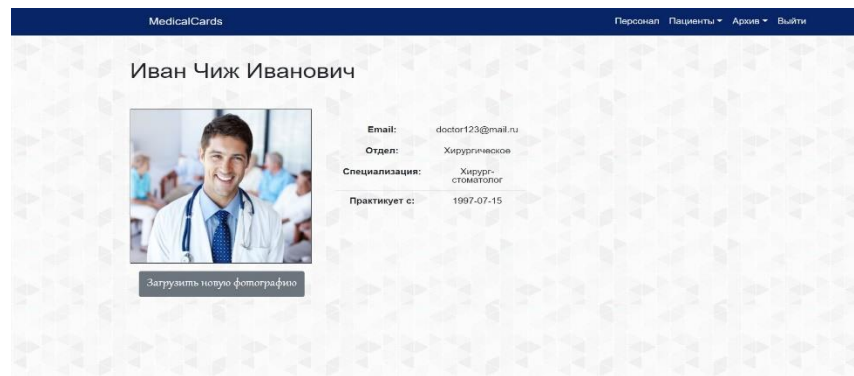 MedicalCards Персонал Пациенты Архив Выйти
Иван Чиж Иванович
Email: doctor123@mail.ru
Отдел: Хирургическое
Специализация: Хирург-
стоматолог
Практикует с: 1997-07-15
Загрузить новую фотографию